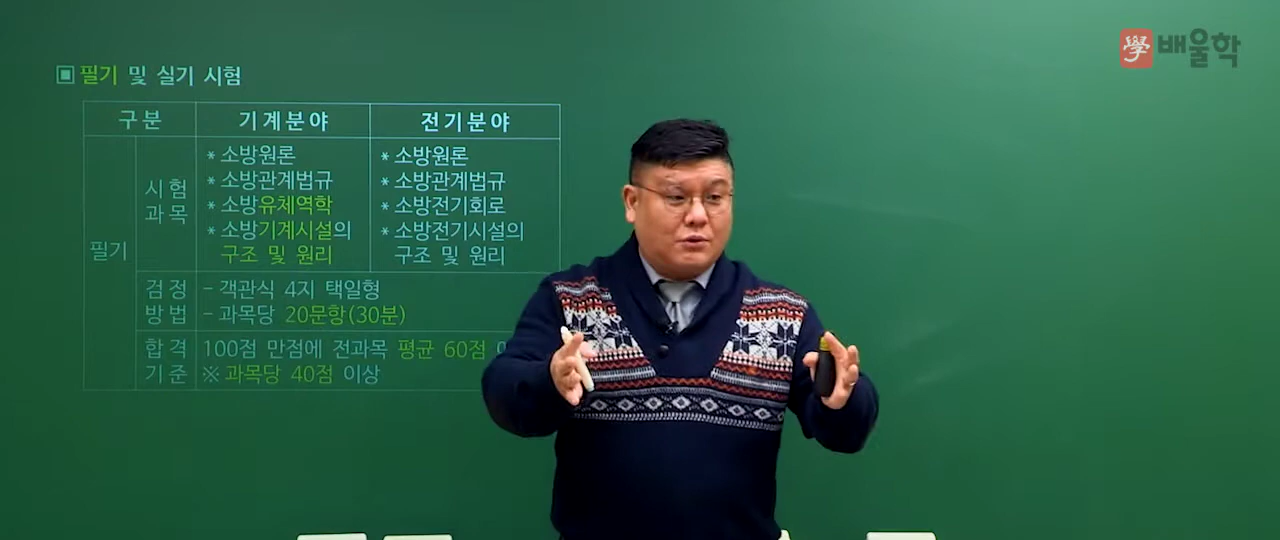 學 배울학
▣ 필기 및 실기 시험
구분 기계분야 전기분야
필기
시험
과목
* 소방원론
* 소방관계법규
* 소방유체역학
* 소방기계시설의
구조 및 원리
* 소방원론
* 소방관계법규
* 소방전기회로
* 소방전기시설의
구조 및 원리
검정
방법
- 객관식 4지 택일형
- 과목당 20문항(30분)
합격
기준
100점 만점에 전과목 평균 60점
※ 과목당 40점 이상